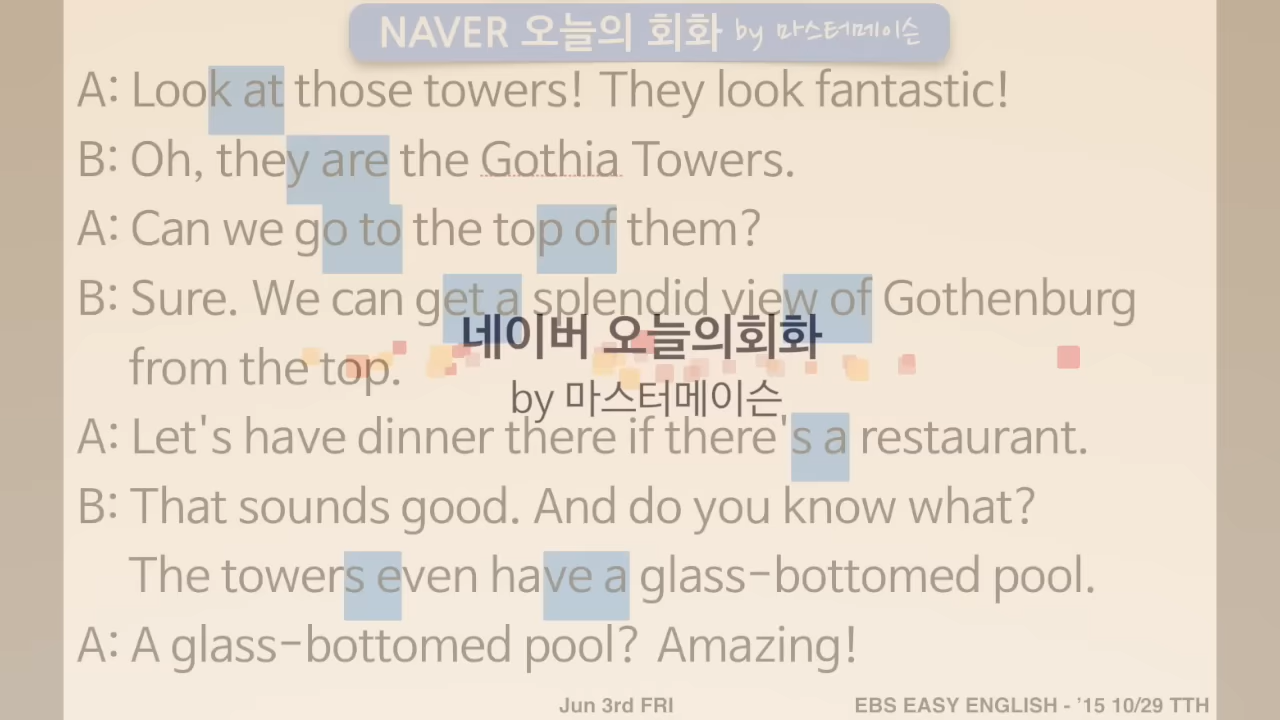 NAVER 오늘의 회화 by 마스터메이슨
A: Look at those towers! They look fantastic!
B: Oh, they are the Gothia Towers.
A: Can we go to the top of them?
B: Sure. We can get a splendid view of Gothenburg
네이버 오늘의회화
from the top.
by 마스터메이슨
A: Let's have dinner there if there's a restaurant.
B: That sounds good. And do you know what?
The towers even have a glass-bottomed pool.
A: A glass-bottomed pool? Amazing!
Jun 3rd FRI
EBS EASY ENGLISH - '15 10/29 TTH